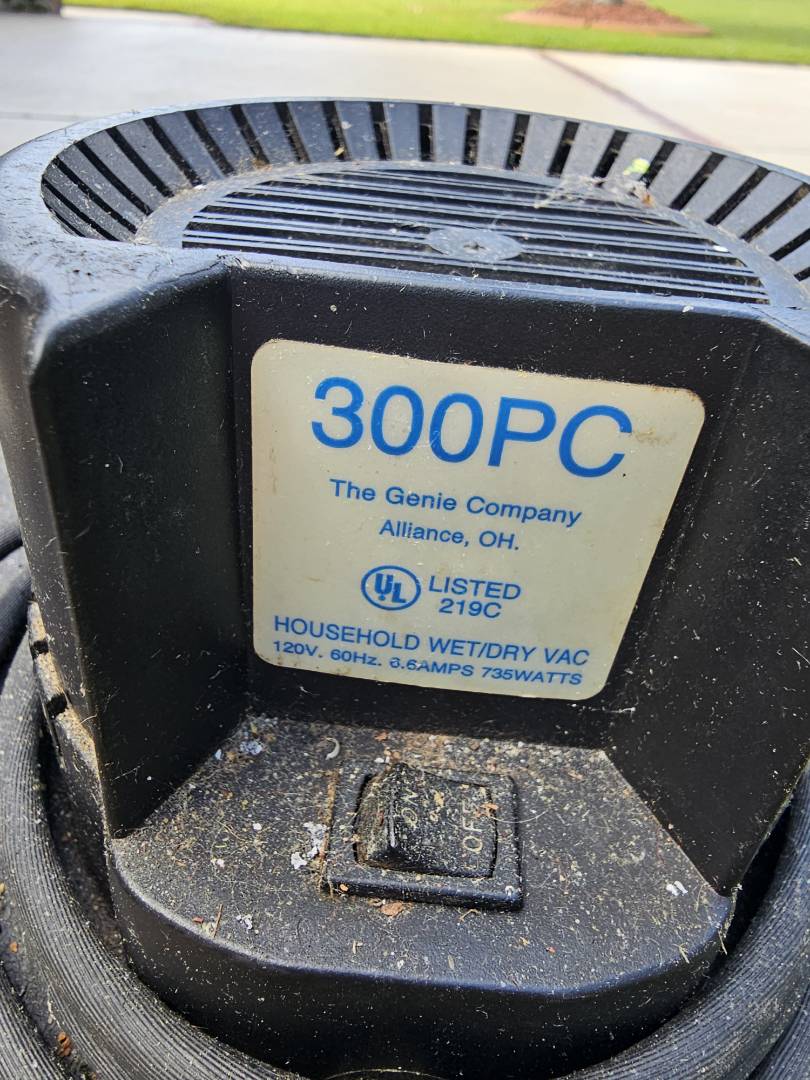 300PC
The Genie Company
Alliance, OH.
UL LISTED
219C
HOUSEHOLD WET/DRY VAC
120V. 60Hz. 6.6AMPS 735WATTS
ON
OFF